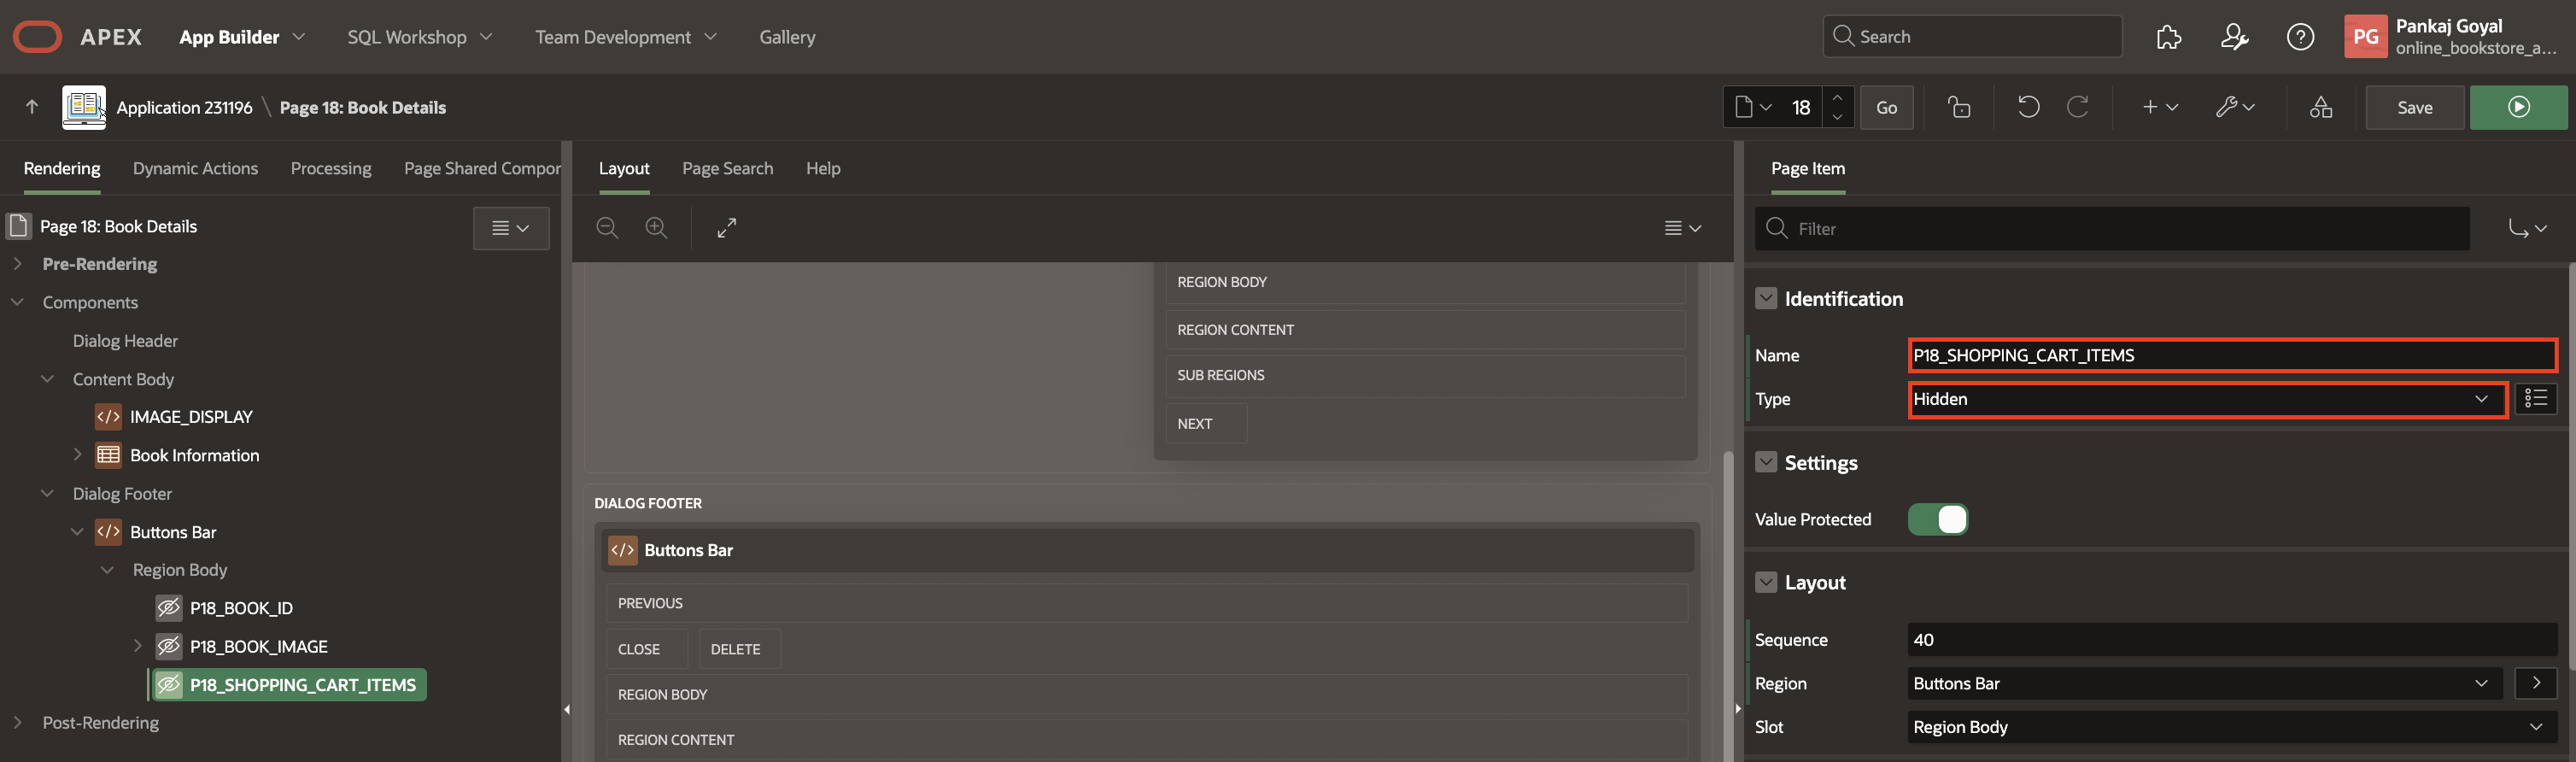 APEX App Builder SQL Workshop Team Development Gallery Search PG Pankaj Goyal
online_bookstore_a...
Application 231196 \ Page 18: Book Details 18 Go Save
Rendering Dynamic Actions Processing Page Shared Compor
Page 18: Book Details
Pre-Rendering
Components
Dialog Header
Content Body
IMAGE_DISPLAY
Book Information
Dialog Footer
Buttons Bar
Region Body
P18_BOOK_ID
P18_BOOK_IMAGE
P18_SHOPPING_CART_ITEMS
Post-Rendering
Layout Page Search Help
REGION BODY
REGION CONTENT
SUB REGIONS
NEXT
DIALOG FOOTER
Buttons Bar
PREVIOUS
CLOSE DELETE
REGION BODY
REGION CONTENT
Page Item
Filter
Identification
Name P18_SHOPPING_CART_ITEMS
Type Hidden
Settings
Value Protected
Layout
Sequence 40
Region Buttons Bar
Slot Region Body